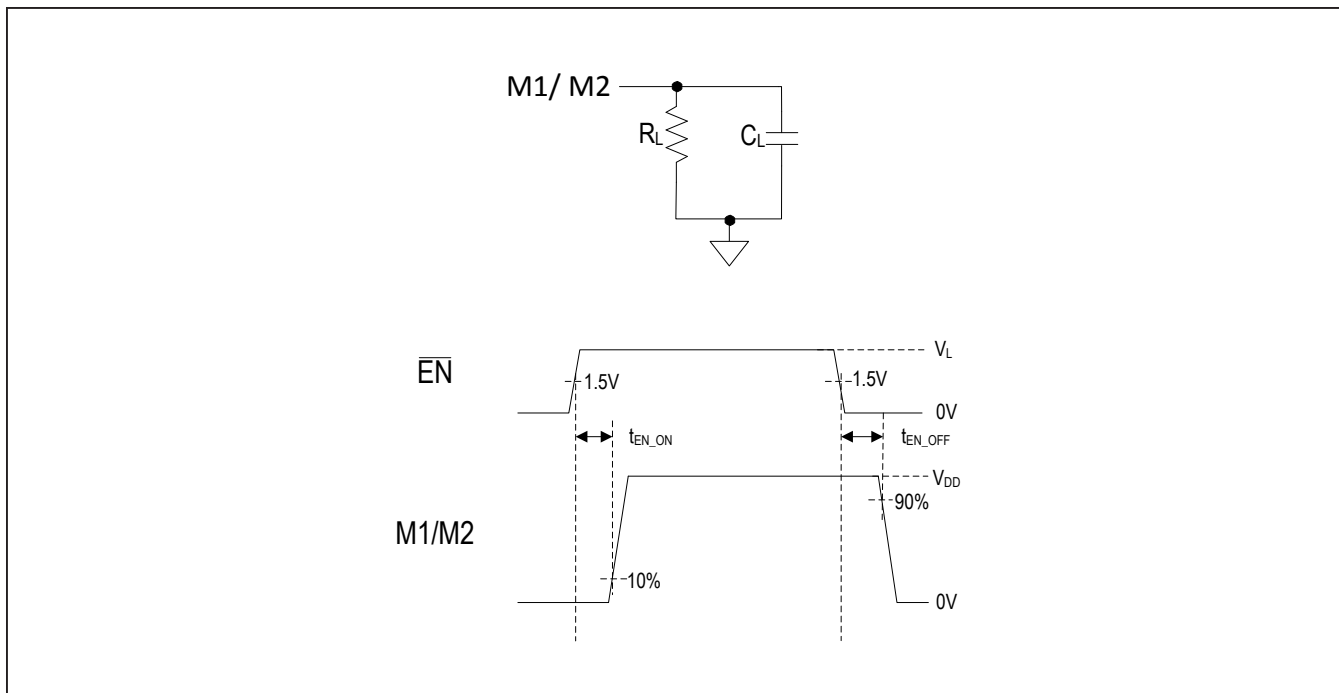 M1/ M2
RL
CL
EN
VL
1.5V
1.5V
0V
tEN_ON
tEN_OFF
VDD
90%
M1/M2
10%
0V